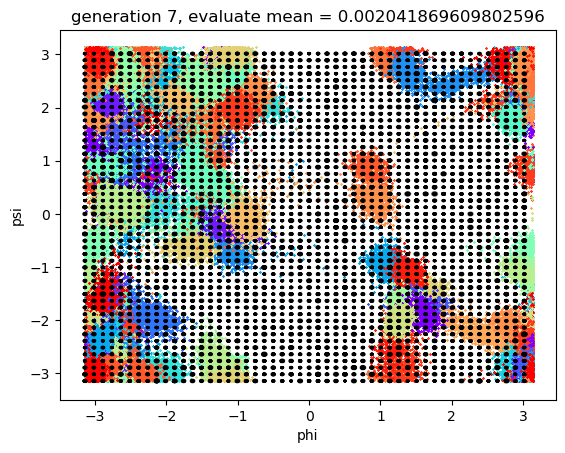 generation 7, evaluate mean = 0.002041869609802596
3
2
1
0
−1
−2
−3
psi
−3 −2 −1 0 1 2 3
phi